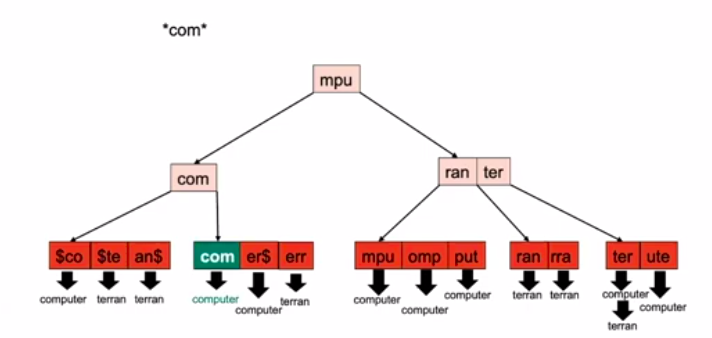 *com*
mpu
com
ran ter
$co $te an$ com er$ err mpu omp put ran rra ter ute
computer terran terran computer computer terran computer computer computer terran terran computer computer
terran